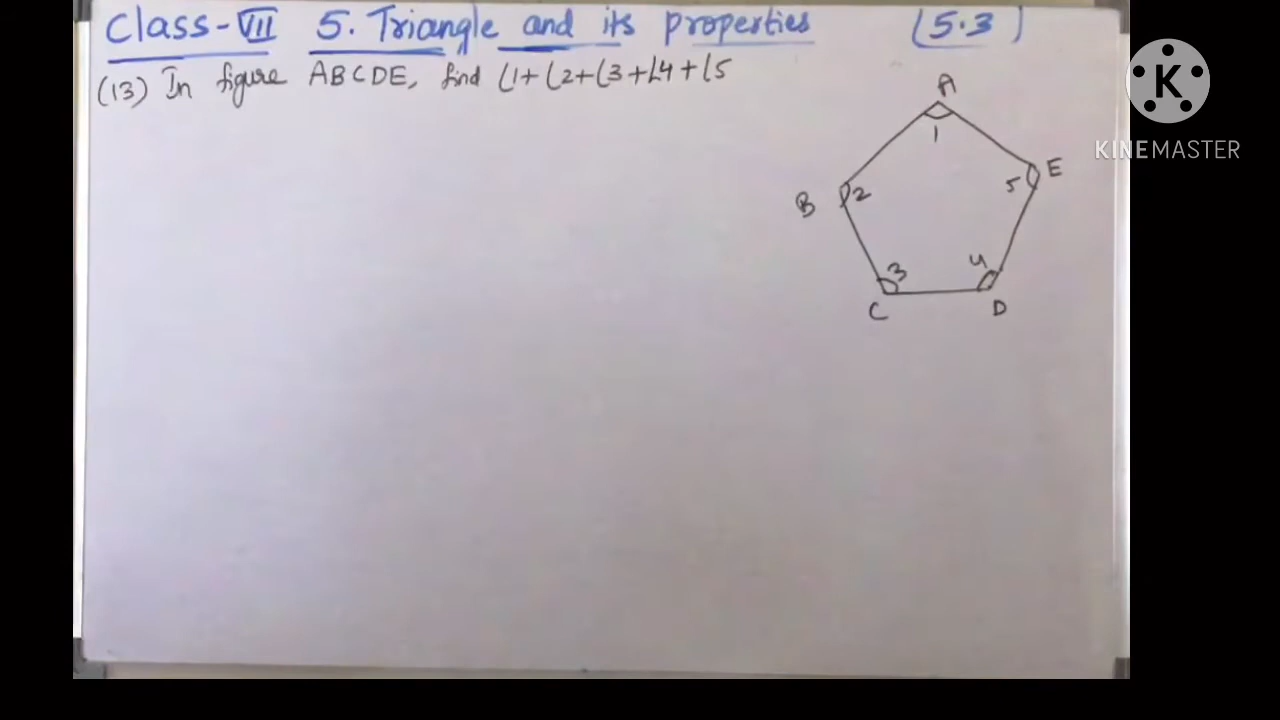 Class-VII 5. Triangle and its properties (5.3)
(13) In figure ABCDE, find ∠1+∠2+∠3+∠4+∠5
A
1
B 2
5 E
3
4
C
D
K
KINEMASTER